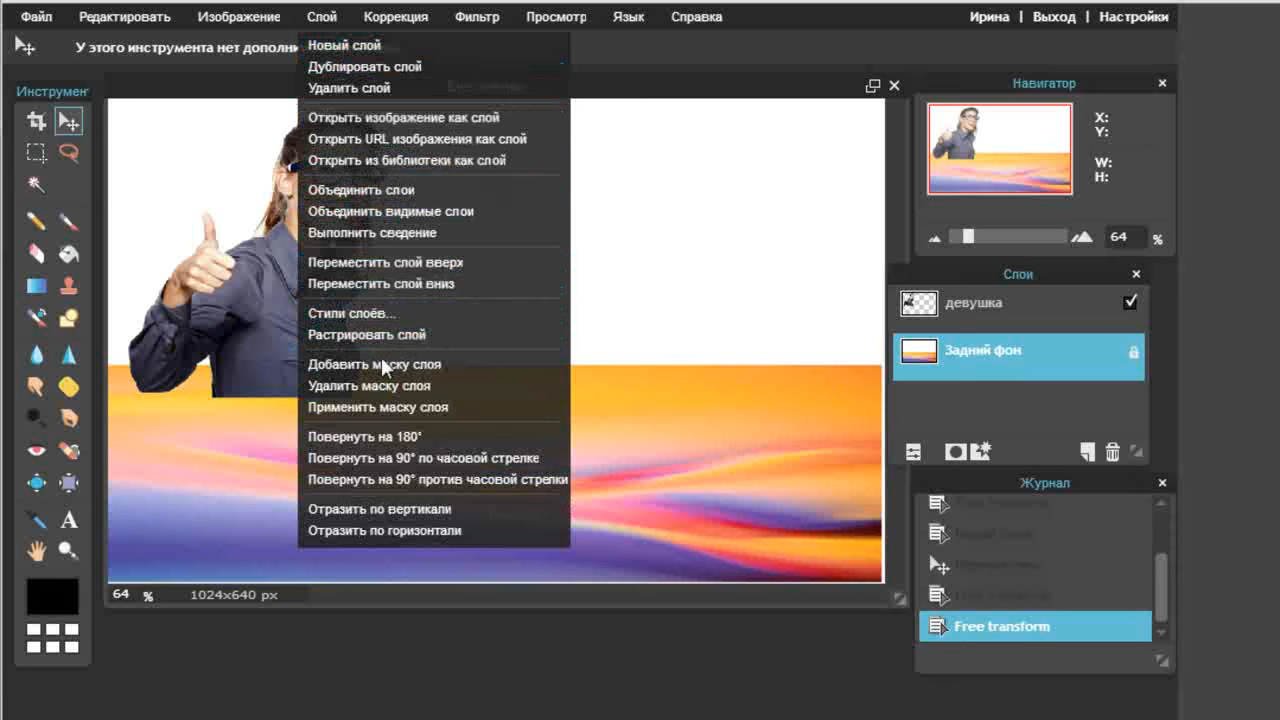 Файл Редактировать Изображение Слой Коррекция Фильтр Просмотр Язык Справка Ирина | Выход | Настройки
У этого инструмента нет дополни
Инструмен
Новый слой
Дублировать слой
Удалить слой
Открыть изображение как слой
Открыть URL изображения как слой
Открыть из библиотеки как слой
Объединить слои
Объединить видимые слои
Выполнить сведение
Переместить слой вверх
Переместить слой вниз
Стили слоёв...
Растрировать слой
Добавить маску слоя
Удалить маску слоя
Применить маску слоя
Повернуть на 180°
Повернуть на 90° по часовой стрелке
Повернуть на 90° против часовой стрелки
Отразить по вертикали
Отразить по горизонтали
64 % 1024x640 px
Навигатор
X:
Y:
W:
H:
64 %
Слои
девушка
Задний фон
Журнал
Free transform